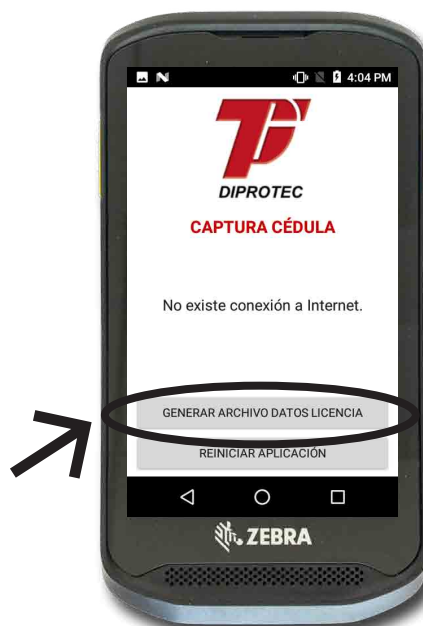 4:04 PM
DIPROTEC
CAPTURA CÉDULA
No existe conexión a Internet.
GENERAR ARCHIVO DATOS LICENCIA
REINICIAR APLICACIÓN
ZEBRA